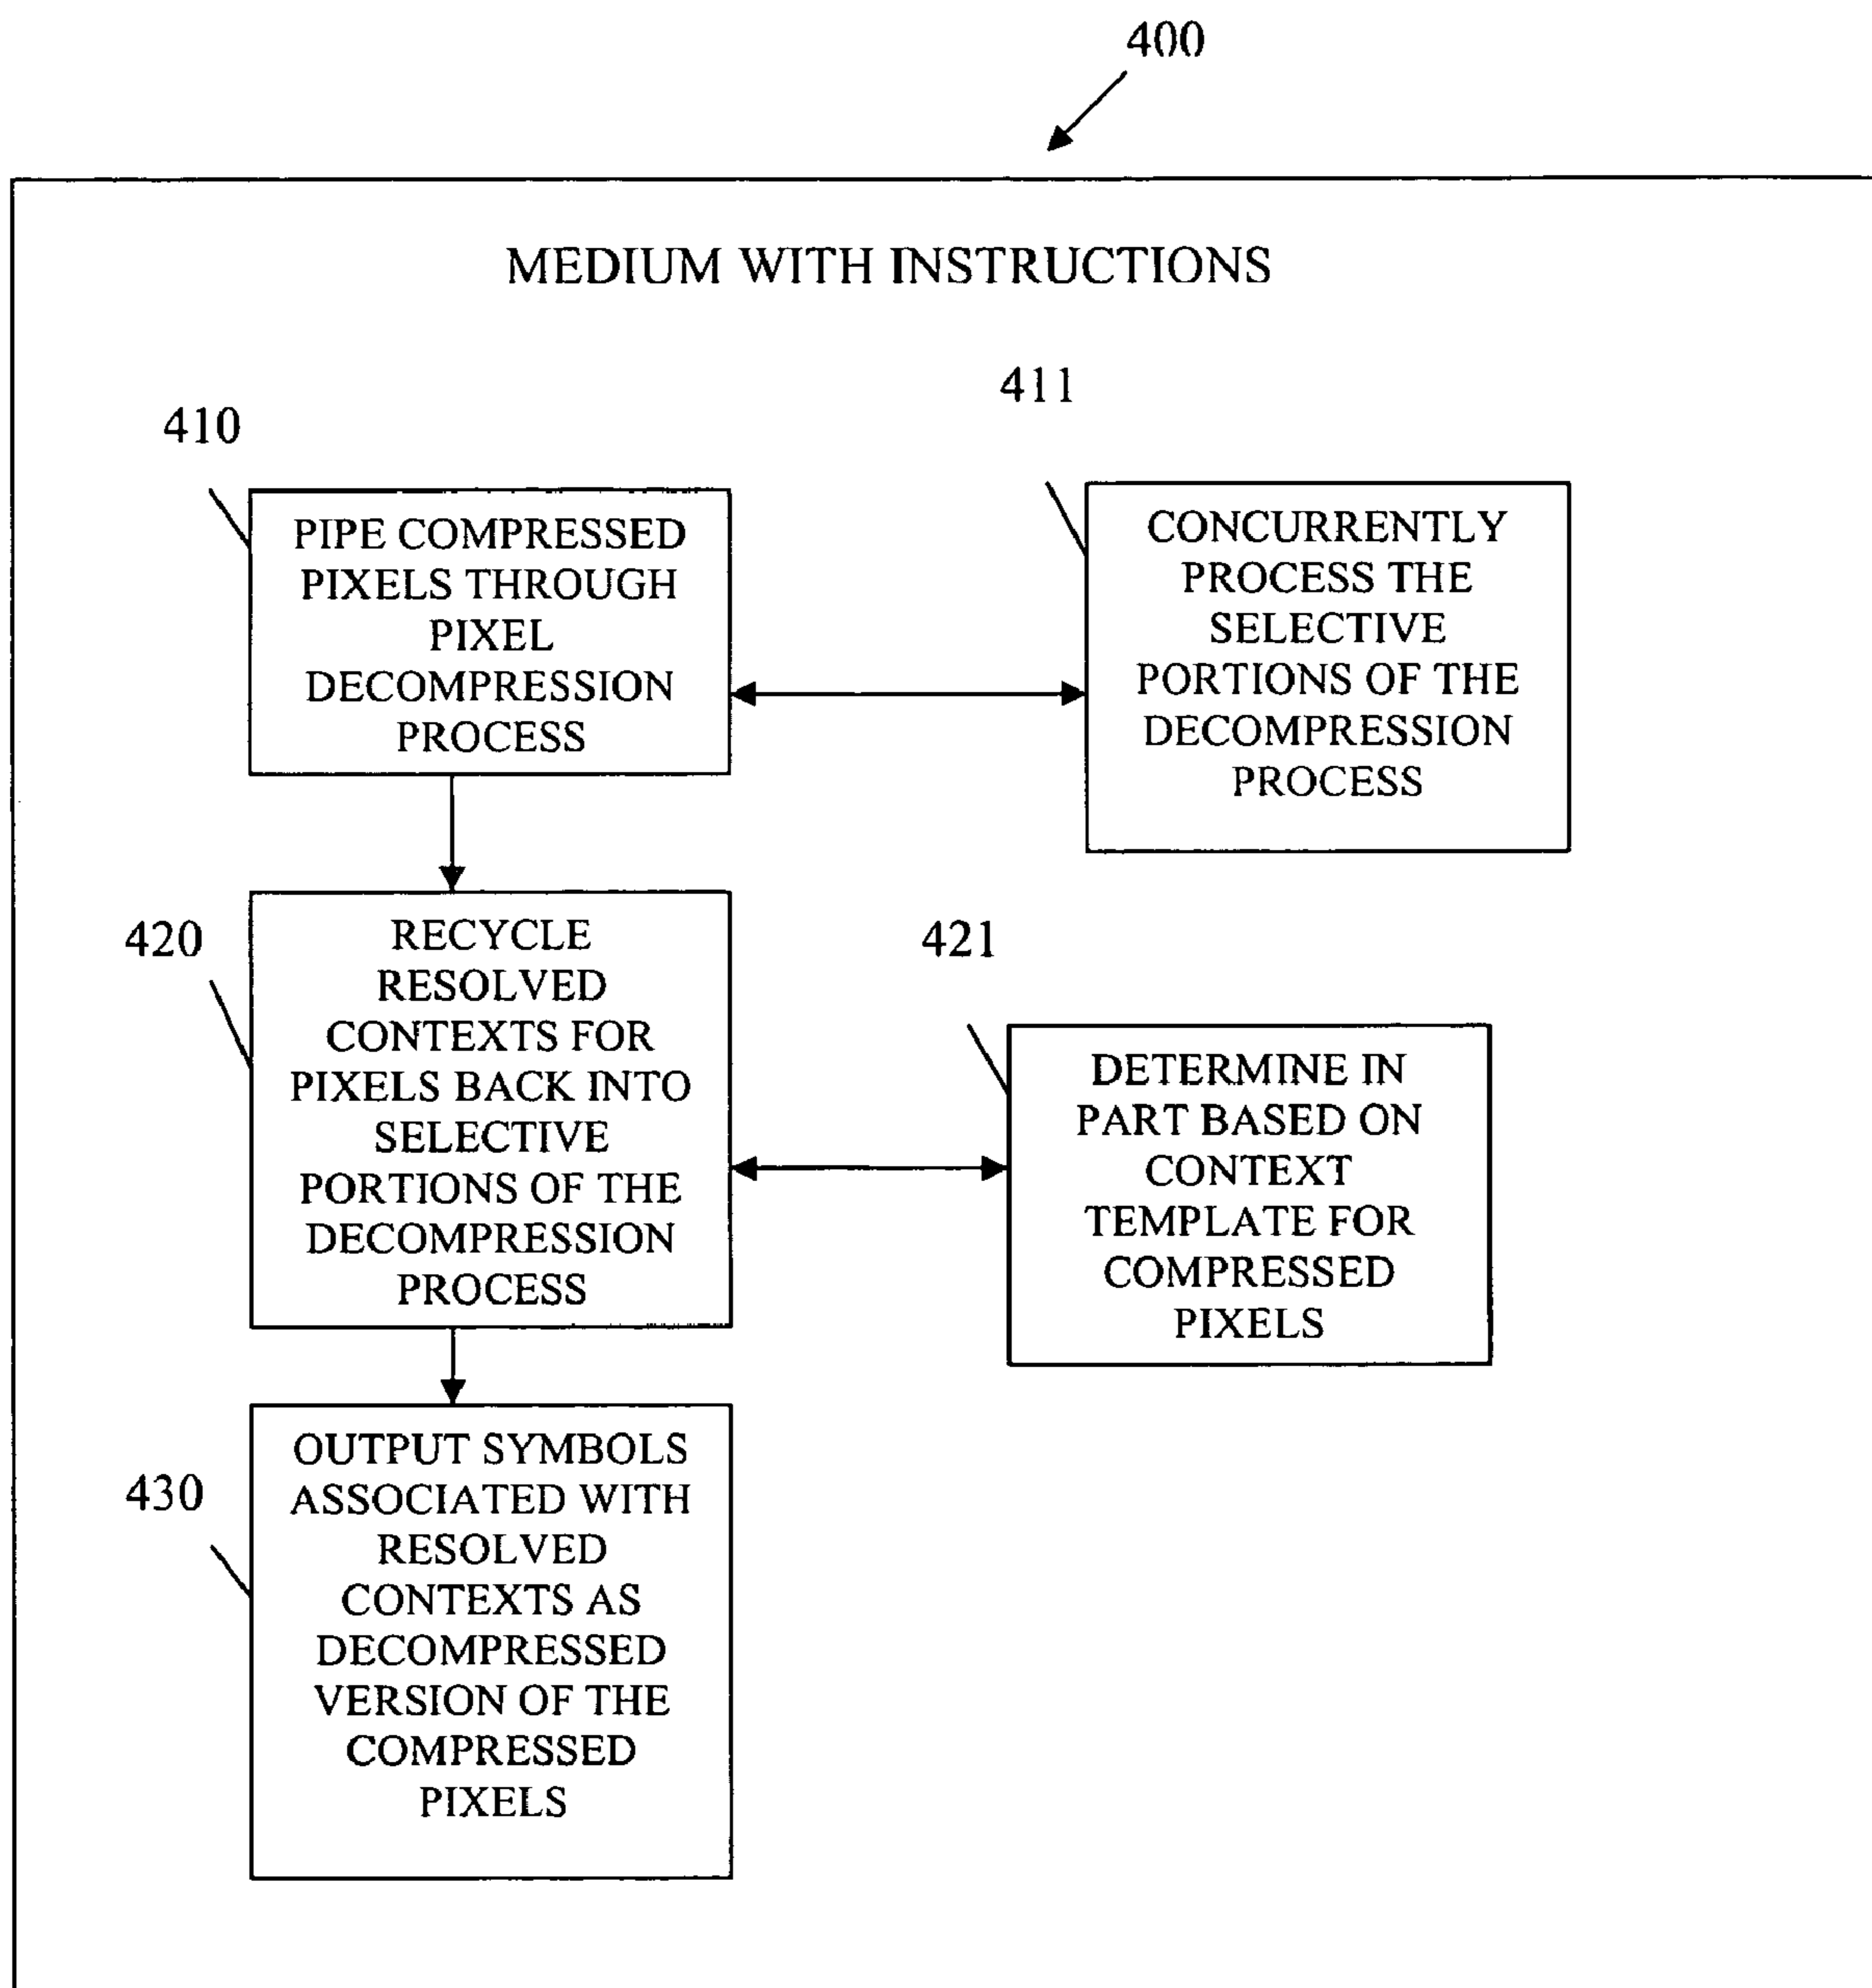 400
MEDIUM WITH INSTRUCTIONS
410
PIPE COMPRESSED
PIXELS THROUGH
PIXEL
DECOMPRESSION
PROCESS
411
CONCURRENTLY
PROCESS THE
SELECTIVE
PORTIONS OF THE
DECOMPRESSION
PROCESS
420
RECYCLE
RESOLVED
CONTEXTS FOR
PIXELS BACK INTO
SELECTIVE
PORTIONS OF THE
DECOMPRESSION
PROCESS
421
DETERMINE IN
PART BASED ON
CONTEXT
TEMPLATE FOR
COMPRESSED
PIXELS
430
OUTPUT SYMBOLS
ASSOCIATED WITH
RESOLVED
CONTEXTS AS
DECOMPRESSED
VERSION OF THE
COMPRESSED
PIXELS